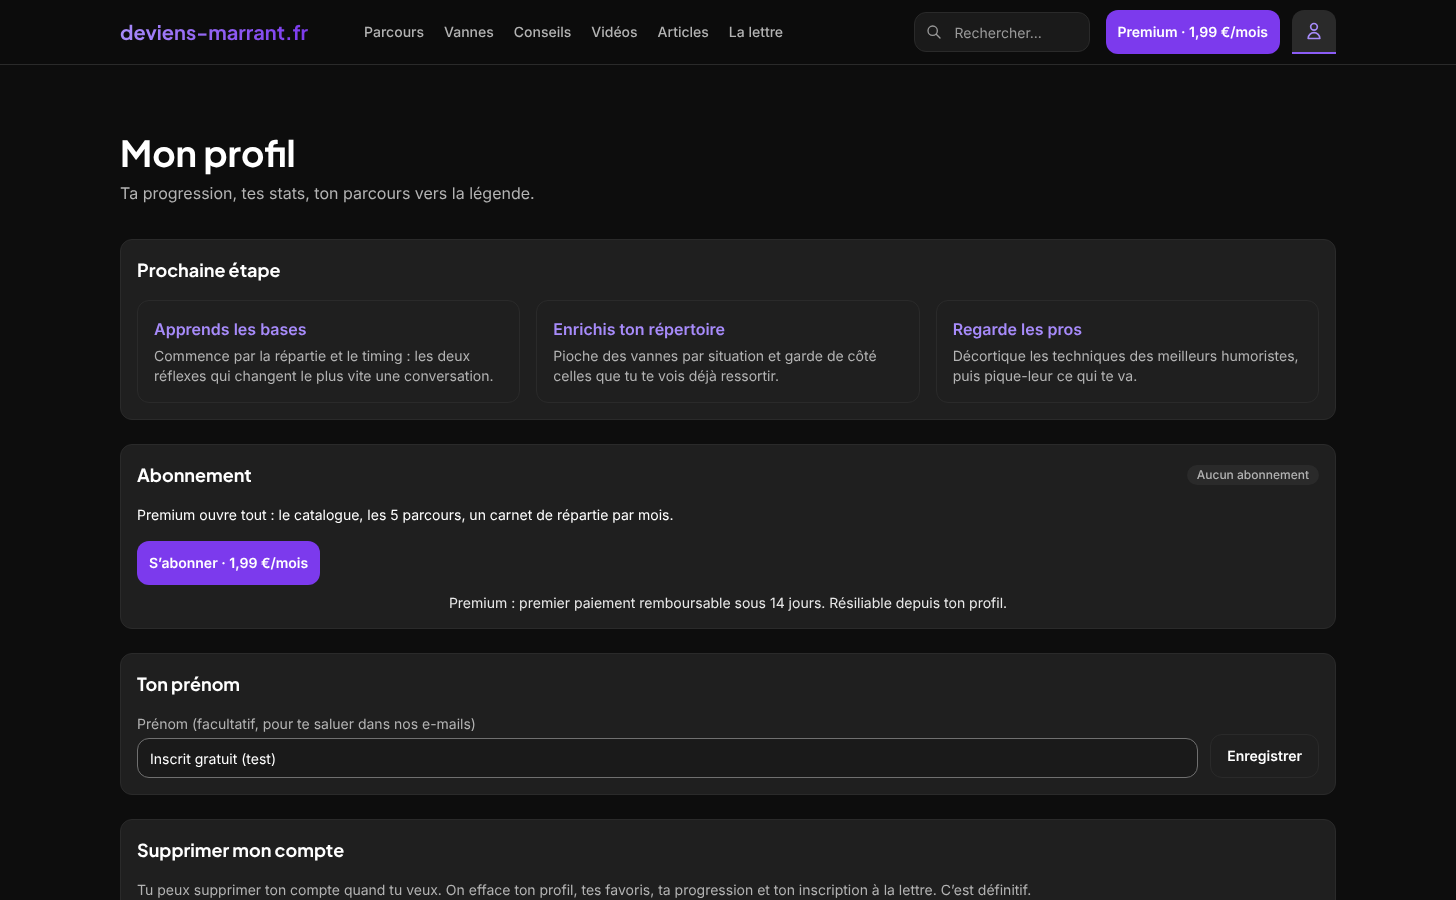 deviens-marrant.fr
Parcours
Vannes
Conseils
Vidéos
Articles
La lettre
Rechercher...
Premium · 1,99 €/mois
Mon profil
Ta progression, tes stats, ton parcours vers la légende.
Prochaine étape
Apprends les bases
Commence par la répartie et le timing : les deux
réflexes qui changent le plus vite une conversation.
Enrichis ton répertoire
Pioche des vannes par situation et garde de côté
celles que tu te vois déjà ressortir.
Regarde les pros
Décortique les techniques des meilleurs humoristes,
puis pique-leur ce qui te va.
Abonnement
Aucun abonnement
Premium ouvre tout : le catalogue, les 5 parcours, un carnet de répartie par mois.
S’abonner · 1,99 €/mois
Premium : premier paiement remboursable sous 14 jours. Résiliable depuis ton profil.
Ton prénom
Prénom (facultatif, pour te saluer dans nos e-mails)
Inscrit gratuit (test)
Enregistrer
Supprimer mon compte
Tu peux supprimer ton compte quand tu veux. On efface ton profil, tes favoris, ta progression et ton inscription à la lettre. C’est définitif.